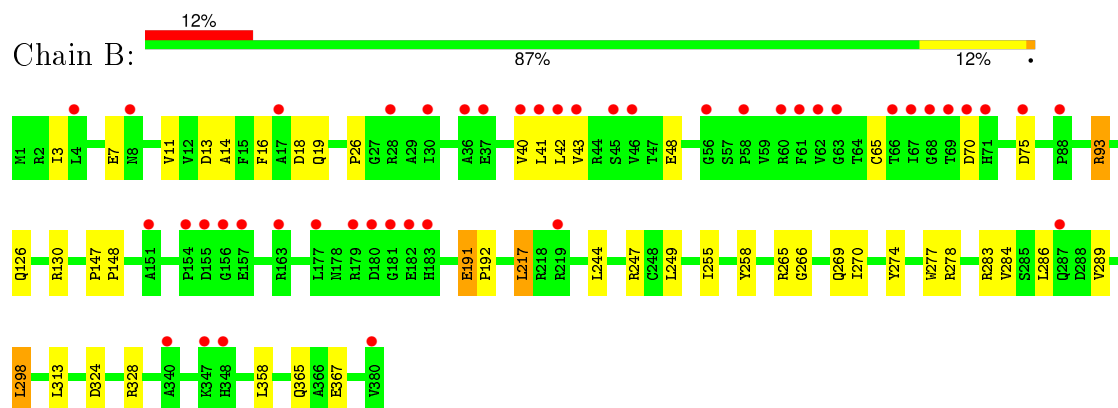 12%
Chain B:
87% 12% •
M1 R2 I3 L4 E7 N8 V11 V12 D13 A14 F15 F16 A17 D18 Q19 P26 G27 R28 A29 I30 A36 E37 V40 L41 L42 V43 R44 S45 V46 T47 E48 G56 S57 P58 V59 R60 F61 V62 G63 T64 C65 T66 I67 G68 T69 D70 H71 D75 P88 R93
Q126 R130 P147 P148 A151 P154 D155 G156 E157 R163 L177 N178 R179 D180 G181 E182 H183 E191 P192 L217 R218 R219 L244 R247 C248 L249 I255 Y258 R265 G266 Q269 I270 Y274 W277 R278 R283 V284 S285 L286 Q287 D288 V289
L298 L313 D324 R328 A340 K347 H348 L358 Q365 A366 E367 V380